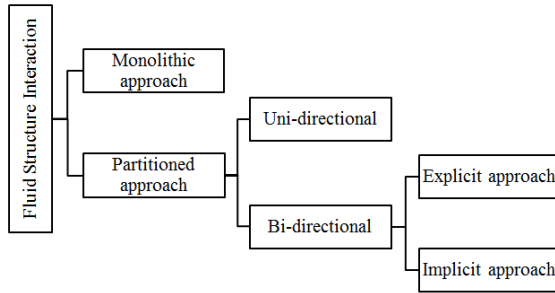 Fluid Structure Interaction
Monolithic
approach
Partitioned
approach
Uni-directional
Bi-directional
Explicit approach
Implicit approach